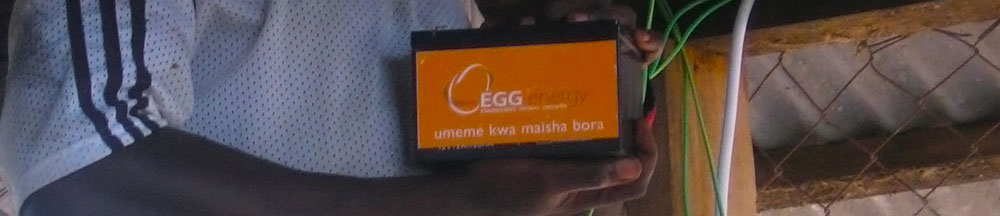 EGG-energy
umeme kwa maisha bora